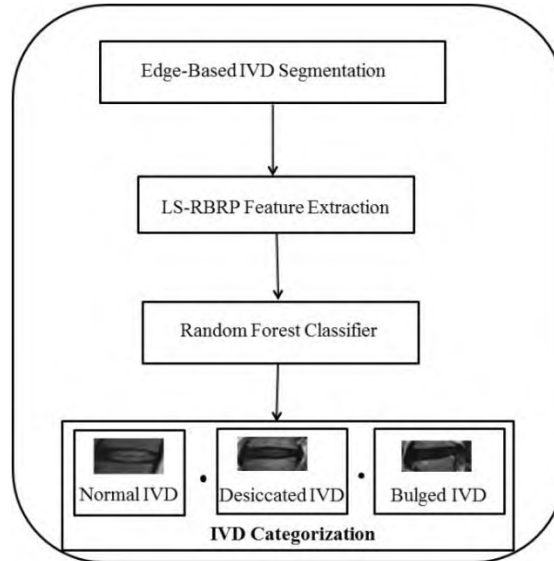 Edge-Based IVD Segmentation
LS-RBRP Feature Extraction
Random Forest Classifier
Normal IVD
Desiccated IVD
Bulged IVD
IVD Categorization